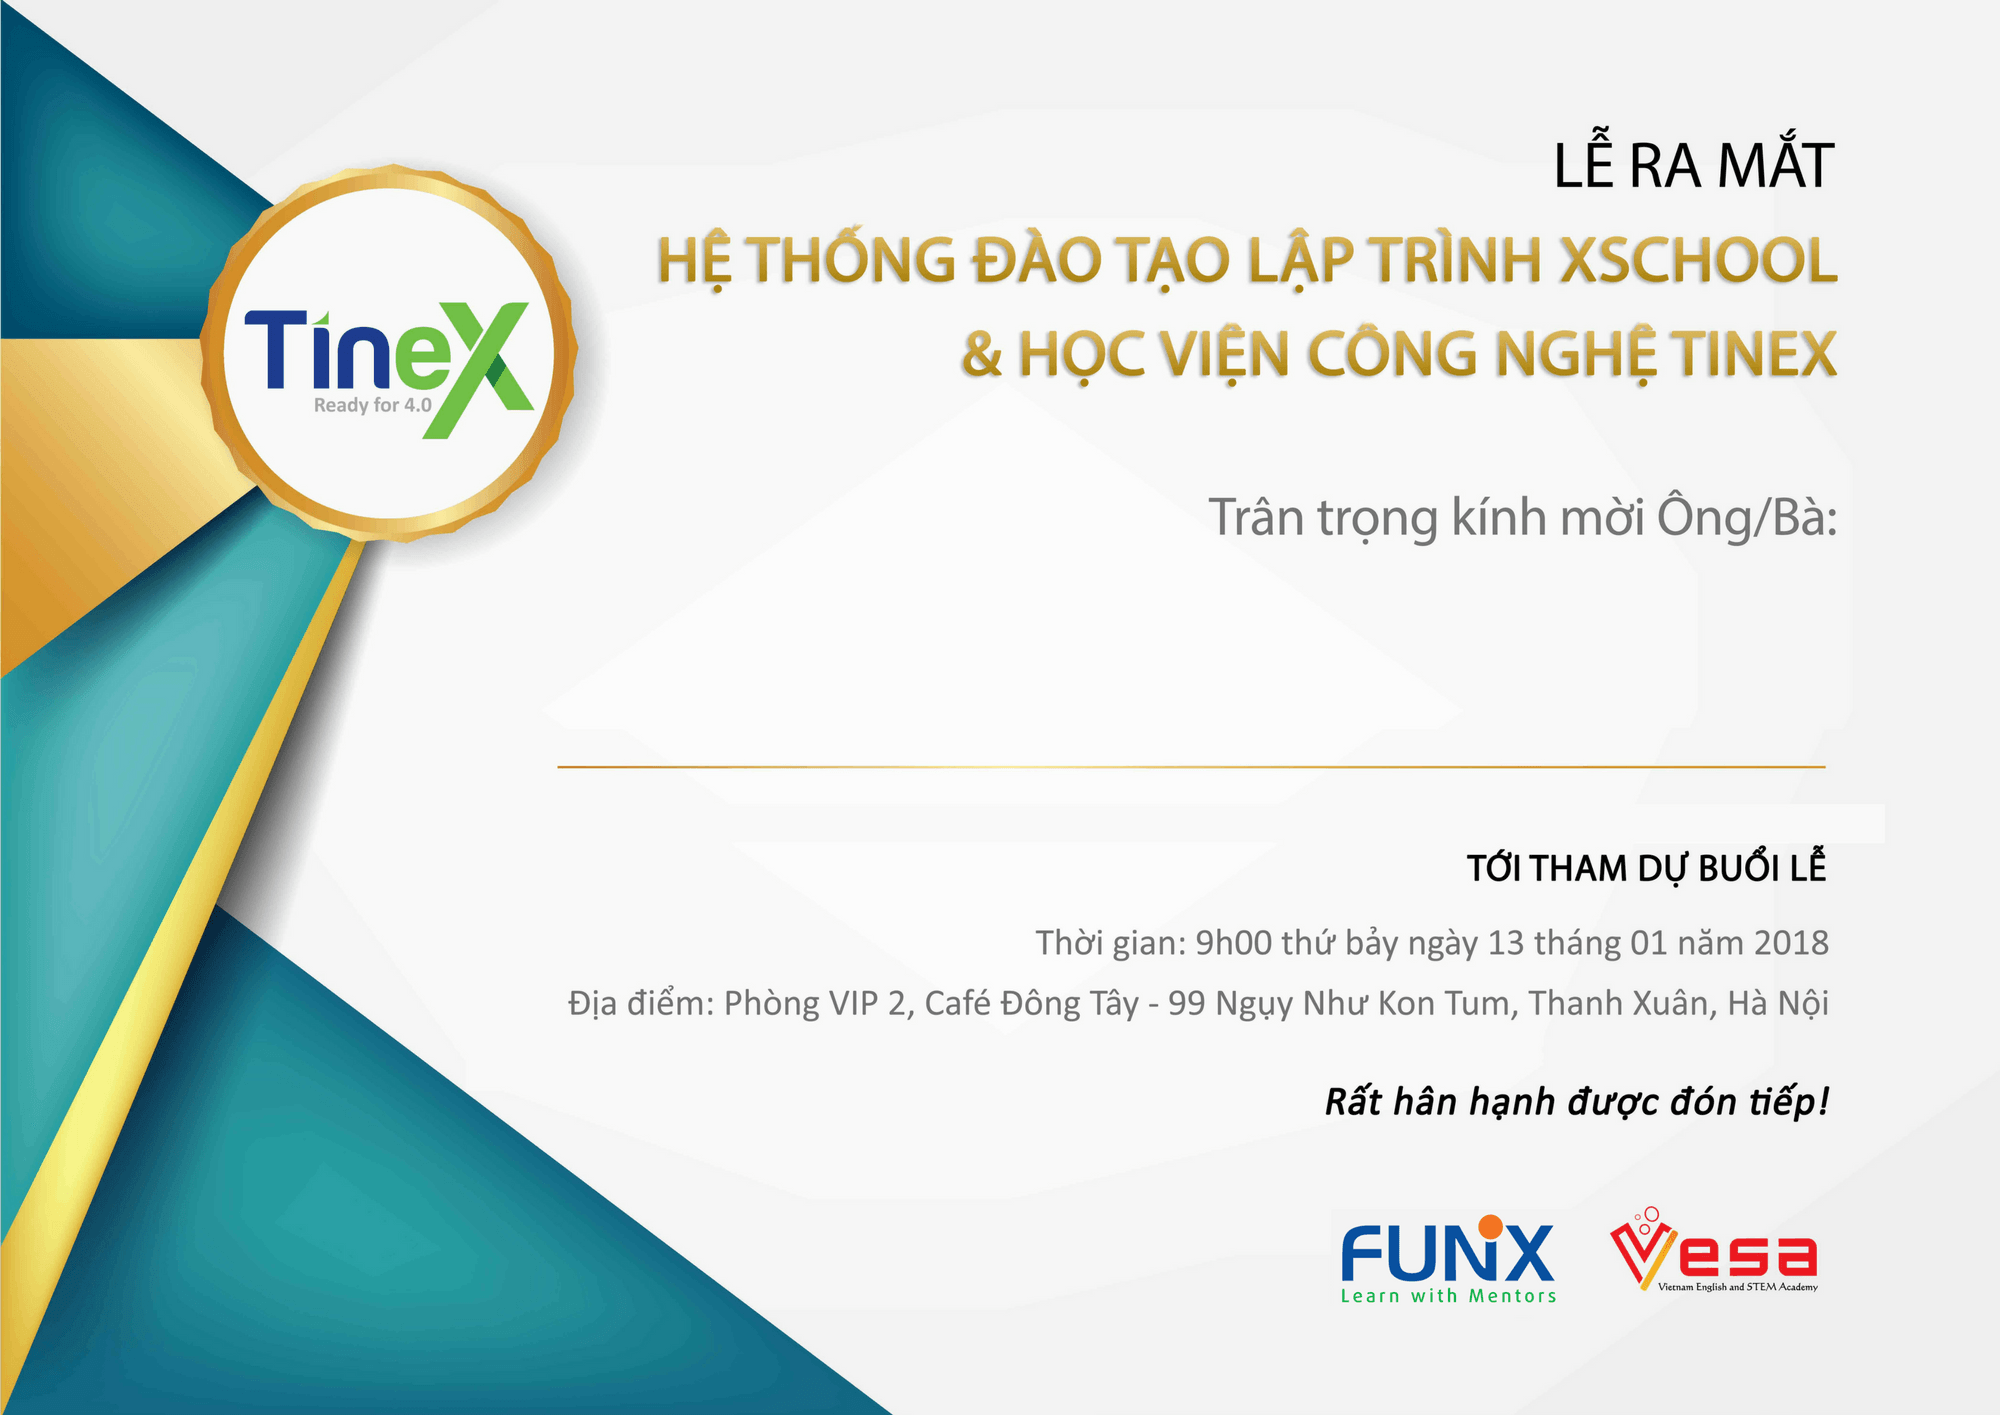 TineX
Ready for 4.0
LỄ RA MẮT
HỆ THỐNG ĐÀO TẠO LẬP TRÌNH XSCHOOL
& HỌC VIỆN CÔNG NGHỆ TINEX
Trân trọng kính mời Ông/Bà:
TỚI THAM DỰ BUỔI LỄ
Thời gian: 9h00 thứ bảy ngày 13 tháng 01 năm 2018
Địa điểm: Phòng VIP 2, Café Đông Tây - 99 Ngụy Như Kon Tum, Thanh Xuân, Hà Nội
Rất hân hạnh được đón tiếp!
FUNiX
Learn with Mentors
Vesa
Vietnam English and STEM Academy